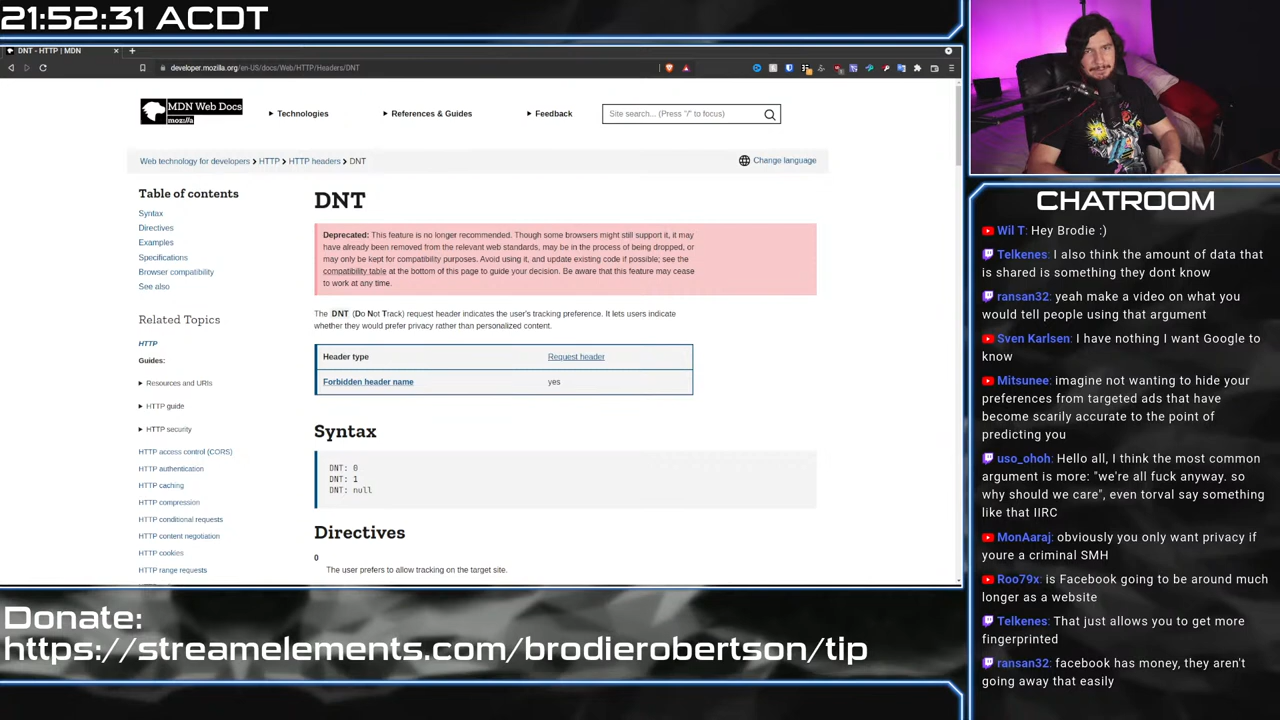 21:52:31 ACDT
DNT - HTTP | MDN
developer.mozilla.org/en-US/docs/Web/HTTP/Headers/DNT
MDN Web Docs
moz://a
Technologies
References & Guides
Feedback
Site search... (Press "/" to focus)
Web technology for developers
HTTP
HTTP headers
DNT
Change language
Table of contents
Syntax
Directives
Examples
Specifications
Browser compatibility
See also
Related Topics
HTTP
Guides:
Resources and URIs
HTTP guide
HTTP security
HTTP access control (CORS)
HTTP authentication
HTTP caching
HTTP compression
HTTP conditional requests
HTTP content negotiation
HTTP cookies
HTTP range requests
DNT
Deprecated: This feature is no longer recommended. Though some browsers might still support it, it may
have already been removed from the relevant web standards, may be in the process of being dropped, or
may only be kept for compatibility purposes. Avoid using it, and update existing code if possible; see the
compatibility table at the bottom of this page to guide your decision. Be aware that this feature may cease
to work at any time.
The DNT (Do Not Track) request header indicates the user's tracking preference. It lets users indicate
whether they would prefer privacy rather than personalized content.
Header type
Request header
Forbidden header name
yes
Syntax
DNT: 0
DNT: 1
DNT: null
Directives
0
The user prefers to allow tracking on the target site.
CHATROOM
Wil T: Hey Brodie :)
Telkenes: I also think the amount of data that
is shared is something they dont know
ransan32: yeah make a video on what you
would tell people using that argument
Sven Karlsen: I have nothing I want Google to
know
Mitsunee: imagine not wanting to hide your
preferences from targeted ads that have
become scarily accurate to the point of
predicting you
uso_ohoh: Hello all, I think the most common
argument is more: "we're all fuck anyway. so
why should we care", even torval say something
like that IIRC
MonAaraj: obviously you only want privacy if
youre a criminal SMH
Roo79x: is Facebook going to be around much
longer as a website
Telkenes: That just allows you to get more
fingerprinted
ransan32: facebook has money, they aren't
going away that easily
Donate:
https://streamelements.com/brodierobertson/tip